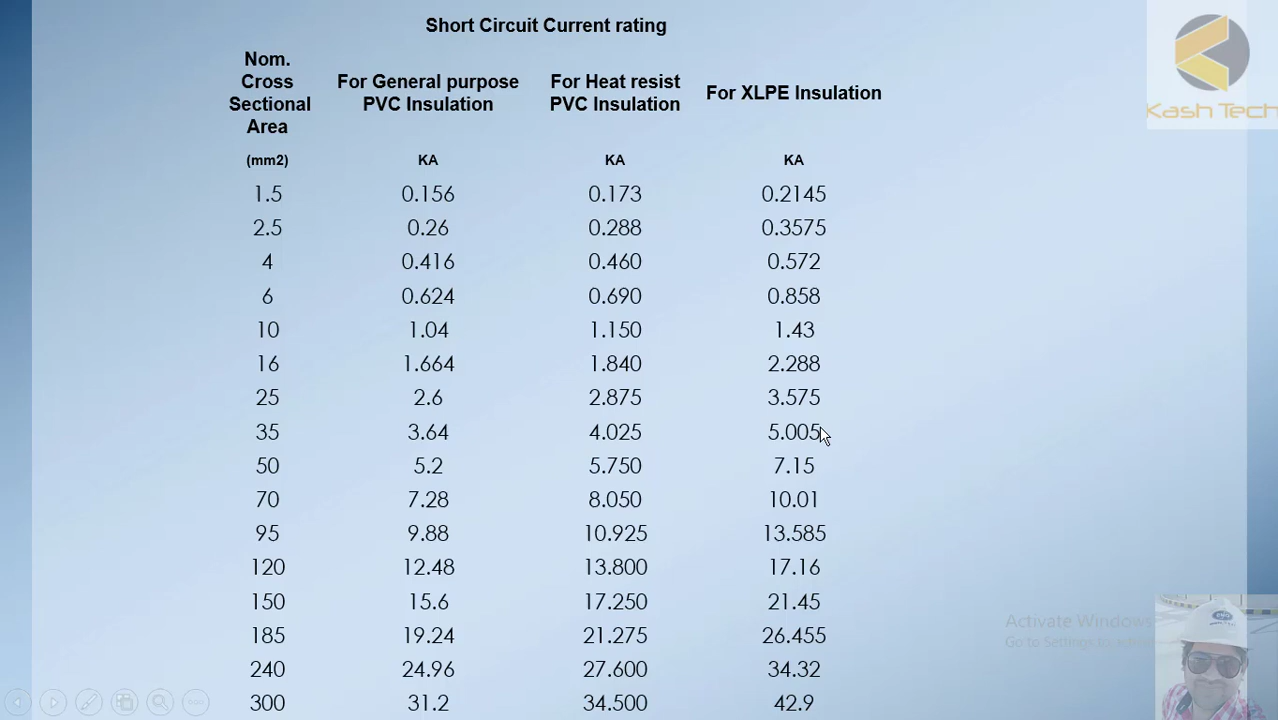 Short Circuit Current rating
Nom.
Cross
Sectional
Area
For General purpose
PVC Insulation
For Heat resist
PVC Insulation
For XLPE Insulation
(mm2) KA KA KA
1.5 0.156 0.173 0.2145
2.5 0.26 0.288 0.3575
4 0.416 0.460 0.572
6 0.624 0.690 0.858
10 1.04 1.150 1.43
16 1.664 1.840 2.288
25 2.6 2.875 3.575
35 3.64 4.025 5.005
50 5.2 5.750 7.15
70 7.28 8.050 10.01
95 9.88 10.925 13.585
120 12.48 13.800 17.16
150 15.6 17.250 21.45
185 19.24 21.275 26.455
240 24.96 27.600 34.32
300 31.2 34.500 42.9
Kash Tech
Activate Windows
Go to Settings to